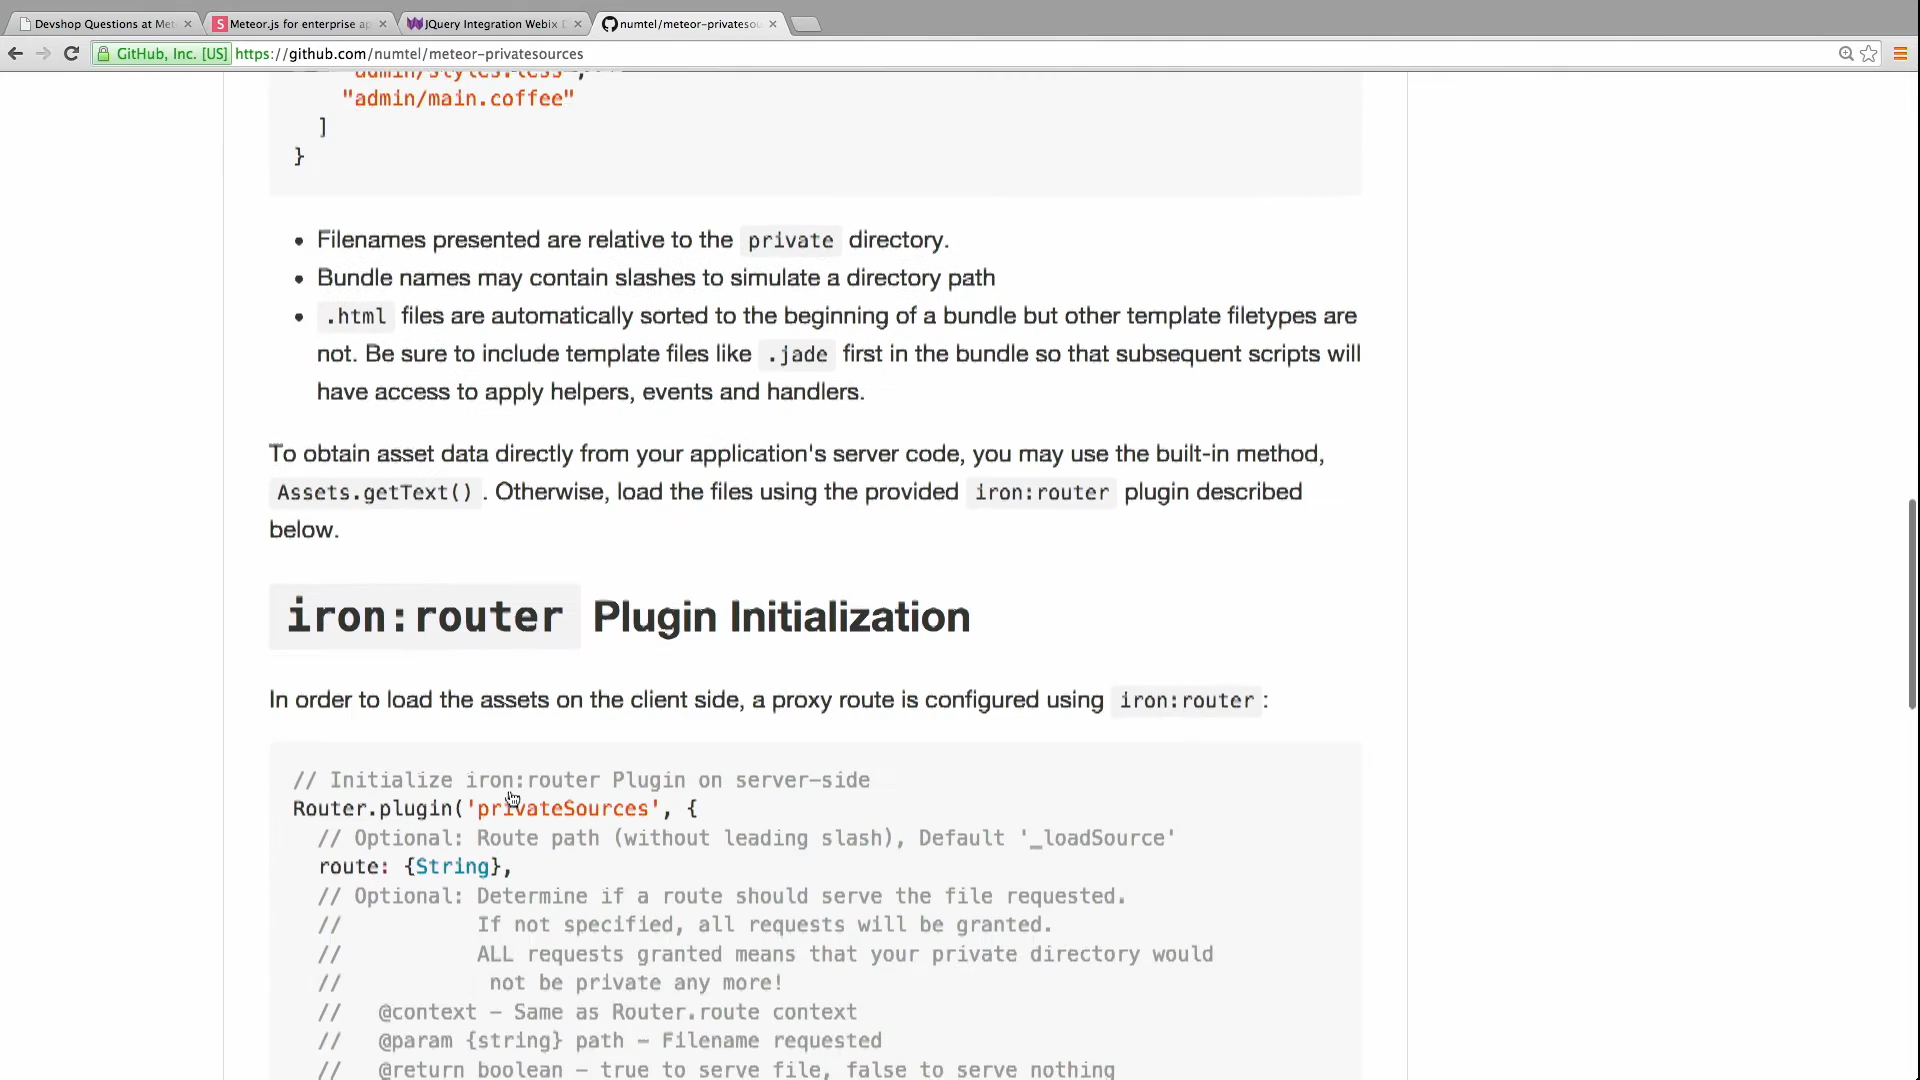 Devshop Questions at Met
Meteor.js for enterprise ap
JQuery Integration Webix D
numtel/meteor-privatesou
GitHub, Inc. [US] https://github.com/numtel/meteor-privatesources
"admin/styles.less",
"admin/main.coffee"
]
}
• Filenames presented are relative to the private directory.
• Bundle names may contain slashes to simulate a directory path
• .html files are automatically sorted to the beginning of a bundle but other template filetypes are
not. Be sure to include template files like .jade first in the bundle so that subsequent scripts will
have access to apply helpers, events and handlers.
To obtain asset data directly from your application's server code, you may use the built-in method,
Assets.getText() . Otherwise, load the files using the provided iron:router plugin described
below.
iron:router Plugin Initialization
In order to load the assets on the client side, a proxy route is configured using iron:router :
// Initialize iron:router Plugin on server-side
Router.plugin('privateSources', {
// Optional: Route path (without leading slash), Default '_loadSource'
route: {String},
// Optional: Determine if a route should serve the file requested.
// If not specified, all requests will be granted.
// ALL requests granted means that your private directory would
// not be private any more!
// @context – Same as Router.route context
// @param {string} path – Filename requested
// @return boolean – true to serve file, false to serve nothing